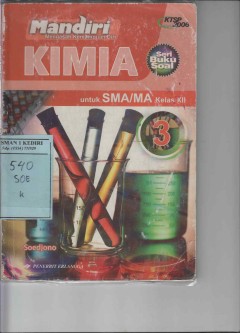 Mandiri
KTSP
2006
KIMIA
Seri
Buku
Soal
untuk SMA/MA Kelas XII
SMAN 1 KEDIRI
540
SOE
k
3
Soedjono
PENERBIT ERLANGGA